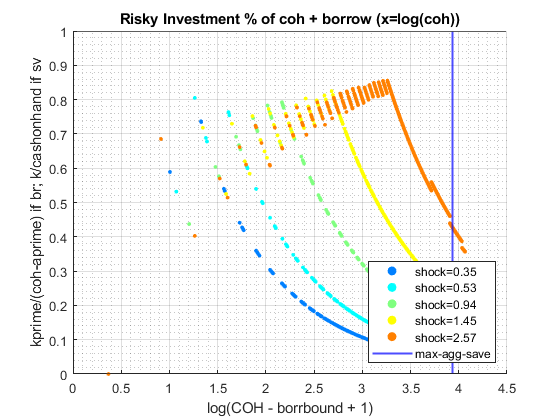 Risky Investment % of coh + borrow (x=log(coh))
kprime/(coh-aprime) if br; k/cashonhand if sv
1
0.9
0.8
0.7
0.6
0.5
0.4
0.3
0.2
0.1
0
shock=0.35
shock=0.53
shock=0.94
shock=1.45
shock=2.57
max-agg-save
0 0.5 1 1.5 2 2.5 3 3.5 4 4.5
log(COH - borrbound + 1)